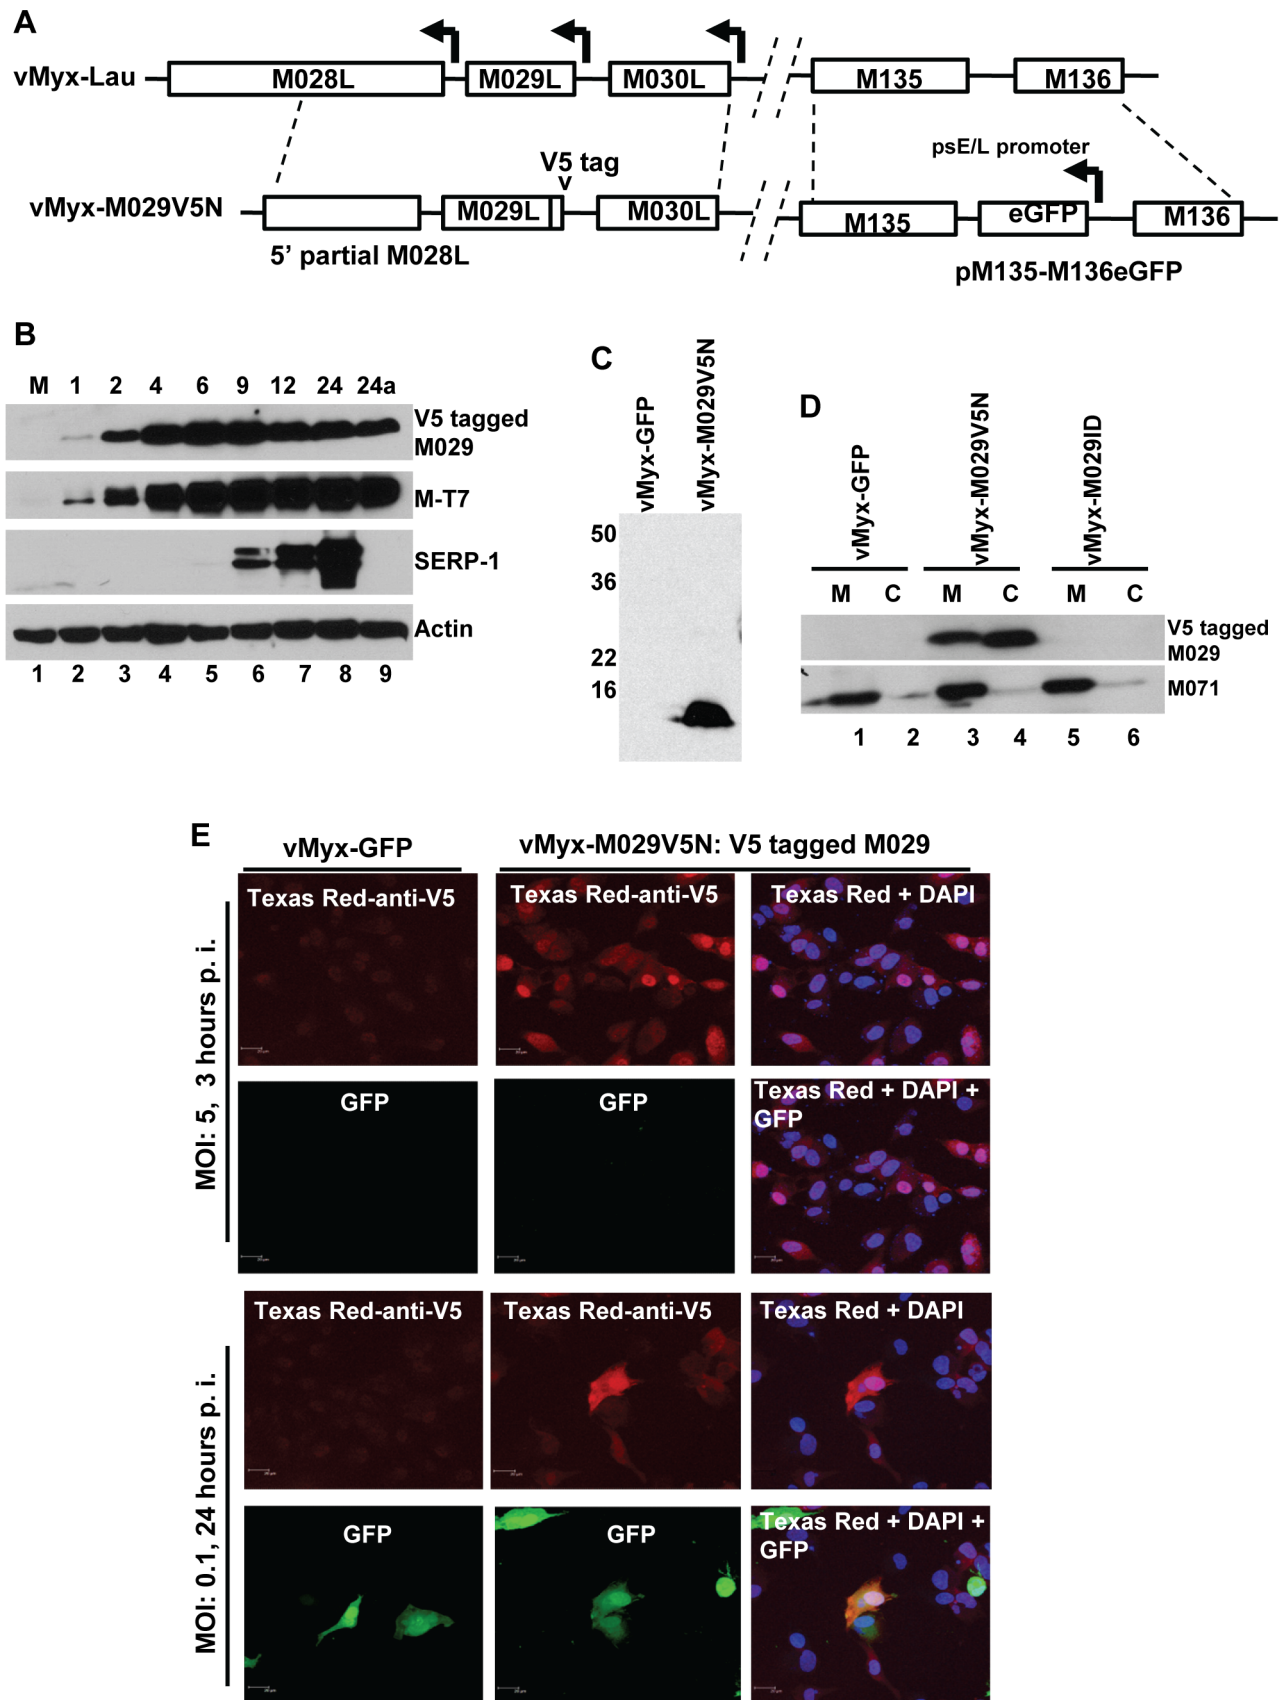 A
vMyx-Lau
M028L
M029L
M030L
M135
M136
psE/L promoter
V5 tag
vMyx-M029V5N
M029L
M030L
M135
eGFP
M136
5’ partial M028L
pM135-M136eGFP
B
M 1 2 4 6 9 12 24 24a
V5 tagged
M029
M-T7
SERP-1
Actin
1 2 3 4 5 6 7 8 9
C
vMyx-GFP
vMyx-M029V5N
50
36
22
16
D
vMyx-GFP
vMyx-M029V5N
vMyx-M029ID
M C M C M C
V5 tagged
M029
M071
1 2 3 4 5 6
E
vMyx-GFP
vMyx-M029V5N: V5 tagged M029
MOI: 5, 3 hours p. i.
Texas Red-anti-V5
Texas Red-anti-V5
Texas Red + DAPI
GFP
GFP
Texas Red + DAPI +
GFP
MOI: 0.1, 24 hours p. i.
Texas Red-anti-V5
Texas Red-anti-V5
Texas Red + DAPI
GFP
GFP
Texas Red + DAPI +
GFP